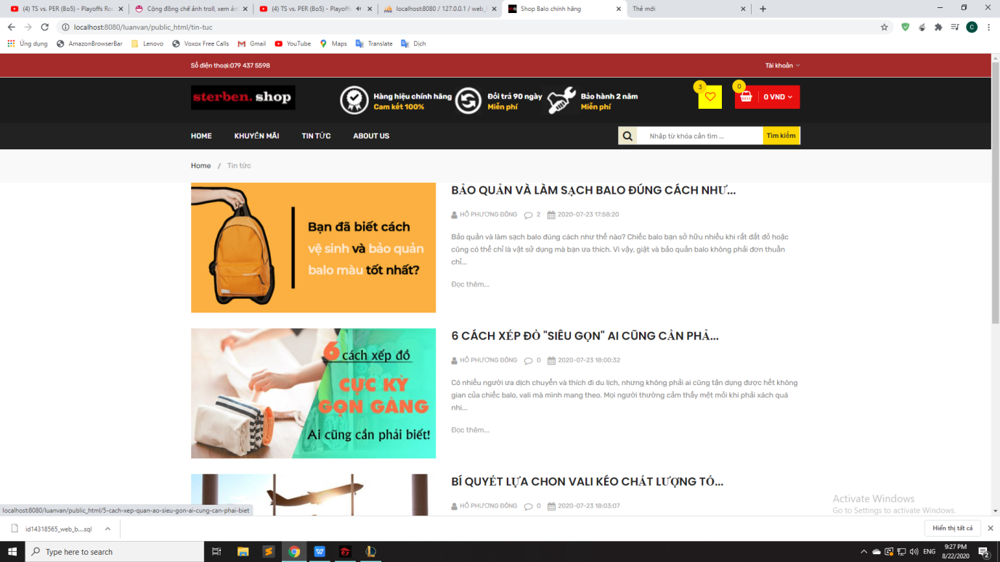 (4) TS vs. PER (Bo5) - Playoffs Rou
Cộng đồng chế ảnh troll, xem ản
(4) TS vs. PER (Bo5) - Playoffs
localhost:8080 / 127.0.0.1 / web_b
Shop Balo chính hãng
Thẻ mới
localhost:8080/luanvan/public_html/tin-tuc
C
Ứng dụng
AmazonBrowserBar
Lenovo
Voxox Free Calls
Gmail
YouTube
Maps
Translate
Dịch
Số điện thoại:079 437 5598
Tài khoản
sterben. shop
Hàng hiệu chính hãng
Cam kết 100%
Đổi trả 90 ngày
Miễn phí
Bảo hành 2 năm
Miễn phí
3
0
0 VND
HOME
KHUYẾN MÃI
TIN TỨC
ABOUT US
Nhập từ khóa cần tìm ...
Tìm kiếm
Home / Tin tức
Bạn đã biết cách
vệ sinh và bảo quản
balo màu tốt nhất?
BẢO QUẢN VÀ LÀM SẠCH BALO ĐÚNG CÁCH NHƯ...
HỒ PHƯƠNG ĐÔNG 2 2020-07-23 17:58:20
Bảo quản và làm sạch balo đúng cách như thế nào? Chiếc balo bạn sở hữu nhiều khi rất đắt đỏ hoặc
cũng có thể chỉ là vật sử dụng mà bạn ưa thích. Vì vậy, giặt và bảo quản balo không phải đơn thuần
chỉ...
Đọc thêm...
6 cách xếp đồ
CỰC KỲ
GỌN GÀNG
Ai cũng cần phải biết!
6 CÁCH XẾP ĐỒ "SIÊU GỌN" AI CŨNG CẦN PHẢ...
HỒ PHƯƠNG ĐÔNG 0 2020-07-23 18:00:32
Có nhiều người ưa dịch chuyển và thích đi du lịch, nhưng không phải ai cũng tận dụng được hết không
gian của chiếc balo, vali mà mình mang theo. Mọi người thường cảm thấy mệt mỏi khi phải xách quá
nhi...
Đọc thêm...
BÍ QUYẾT LỰA CHON VALI KÉO CHẤT LƯỢNG TỐ...
HỒ PHƯƠNG ĐÔNG 0 2020-07-23 18:03:07
Activate Windows
Go to Settings to activate Windows.
localhost:8080/luanvan/public_html/5-cach-xep-quan-ao-sieu-gon-ai-cung-can-phai-biet
id14318565_web_b....sql
Hiển thị tất cả
Type here to search
ENG
9:27 PM
8/22/2020
2